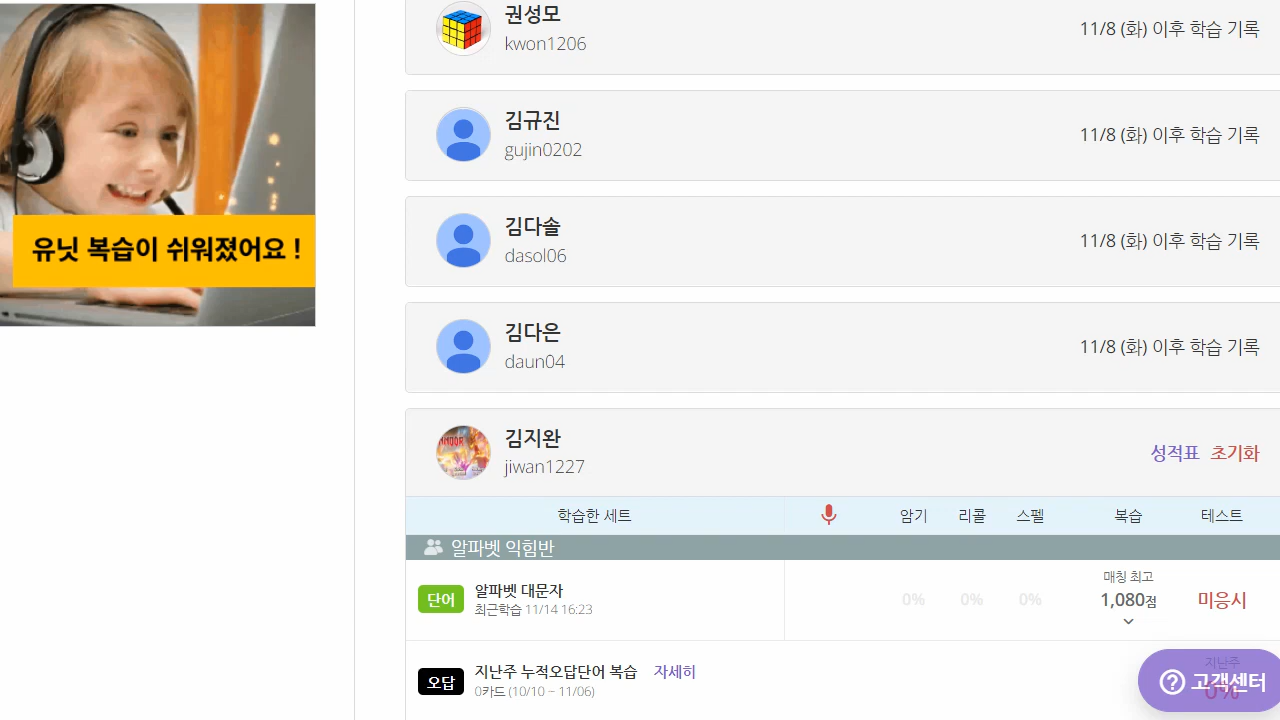 유닛 복습이 쉬워졌어요 !
권성모
kwon1206
11/8 (화) 이후 학습 기록
김규진
gujin0202
11/8 (화) 이후 학습 기록
김다솔
dasol06
11/8 (화) 이후 학습 기록
김다은
daun04
11/8 (화) 이후 학습 기록
김지완
jiwan1227
성적표 초기화
학습한 세트 암기 리콜 스펠 복습 테스트
알파벳 익힘반
단어 알파벳 대문자
최근학습 11/14 16:23
0% 0% 0%
매칭 최고
1,080점
미응시
오답 지난주 누적오답단어 복습 자세히
0카드 (10/10 ~ 11/06)
지난주
0%
고객센터